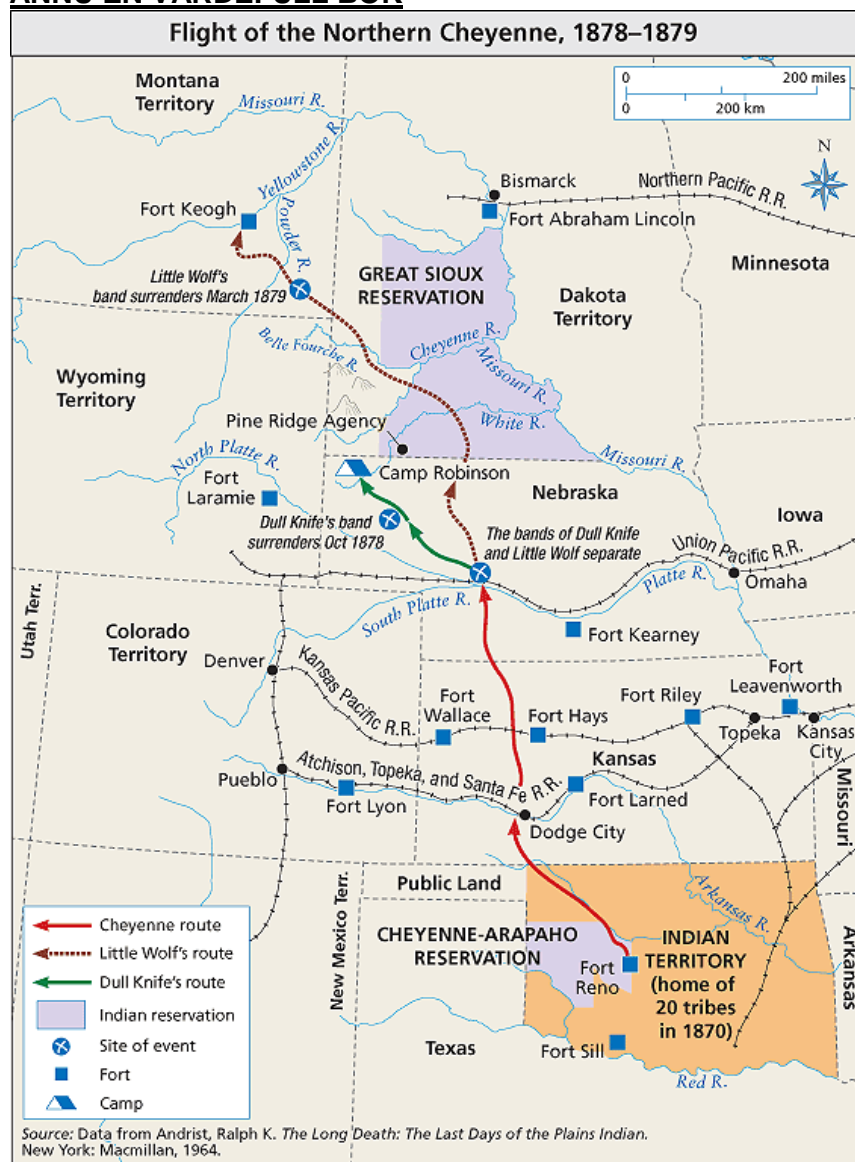 ANNU EN VÄRDEFULL BOK
Flight of the Northern Cheyenne, 1878–1879
0 200 miles
0 200 km
N
Montana
Territory
Missouri R.
Yellowstone R.
Powder R.
Fort Keogh
Bismarck
Northern Pacific R.R.
Fort Abraham Lincoln
Minnesota
Little Wolf's
band surrenders March 1879
GREAT SIOUX
RESERVATION
Dakota
Territory
Belle Fourche R.
Cheyenne R.
Missouri R.
Wyoming
Territory
White R.
Pine Ridge Agency
Missouri R.
North Platte R.
Camp Robinson
Fort
Laramie
Nebraska
Iowa
Dull Knife's band
surrenders Oct 1878
The bands of Dull Knife
and Little Wolf separate
Union Pacific R.R.
Platte R.
Omaha
Utah Terr.
South Platte R.
Fort Kearney
Colorado
Territory
Denver
Kansas Pacific R.R.
Fort
Wallace
Fort Hays
Fort Riley
Fort
Leavenworth
Topeka
Kansas
City
Kansas
Pueblo
Atchison, Topeka, and Santa Fe R.R.
Fort Lyon
Fort Larned
Missouri
Dodge City
Public Land
Arkansas R.
New Mexico Terr.
CHEYENNE-ARAPAHO
RESERVATION
INDIAN
TERRITORY
(home of
20 tribes
in 1870)
Arkansas
Fort
Reno
Texas
Fort Sill
Red R.
Cheyenne route
Little Wolf's route
Dull Knife's route
Indian reservation
Site of event
Fort
Camp
Source: Data from Andrist, Ralph K. The Long Death: The Last Days of the Plains Indian.
New York: Macmillan, 1964.